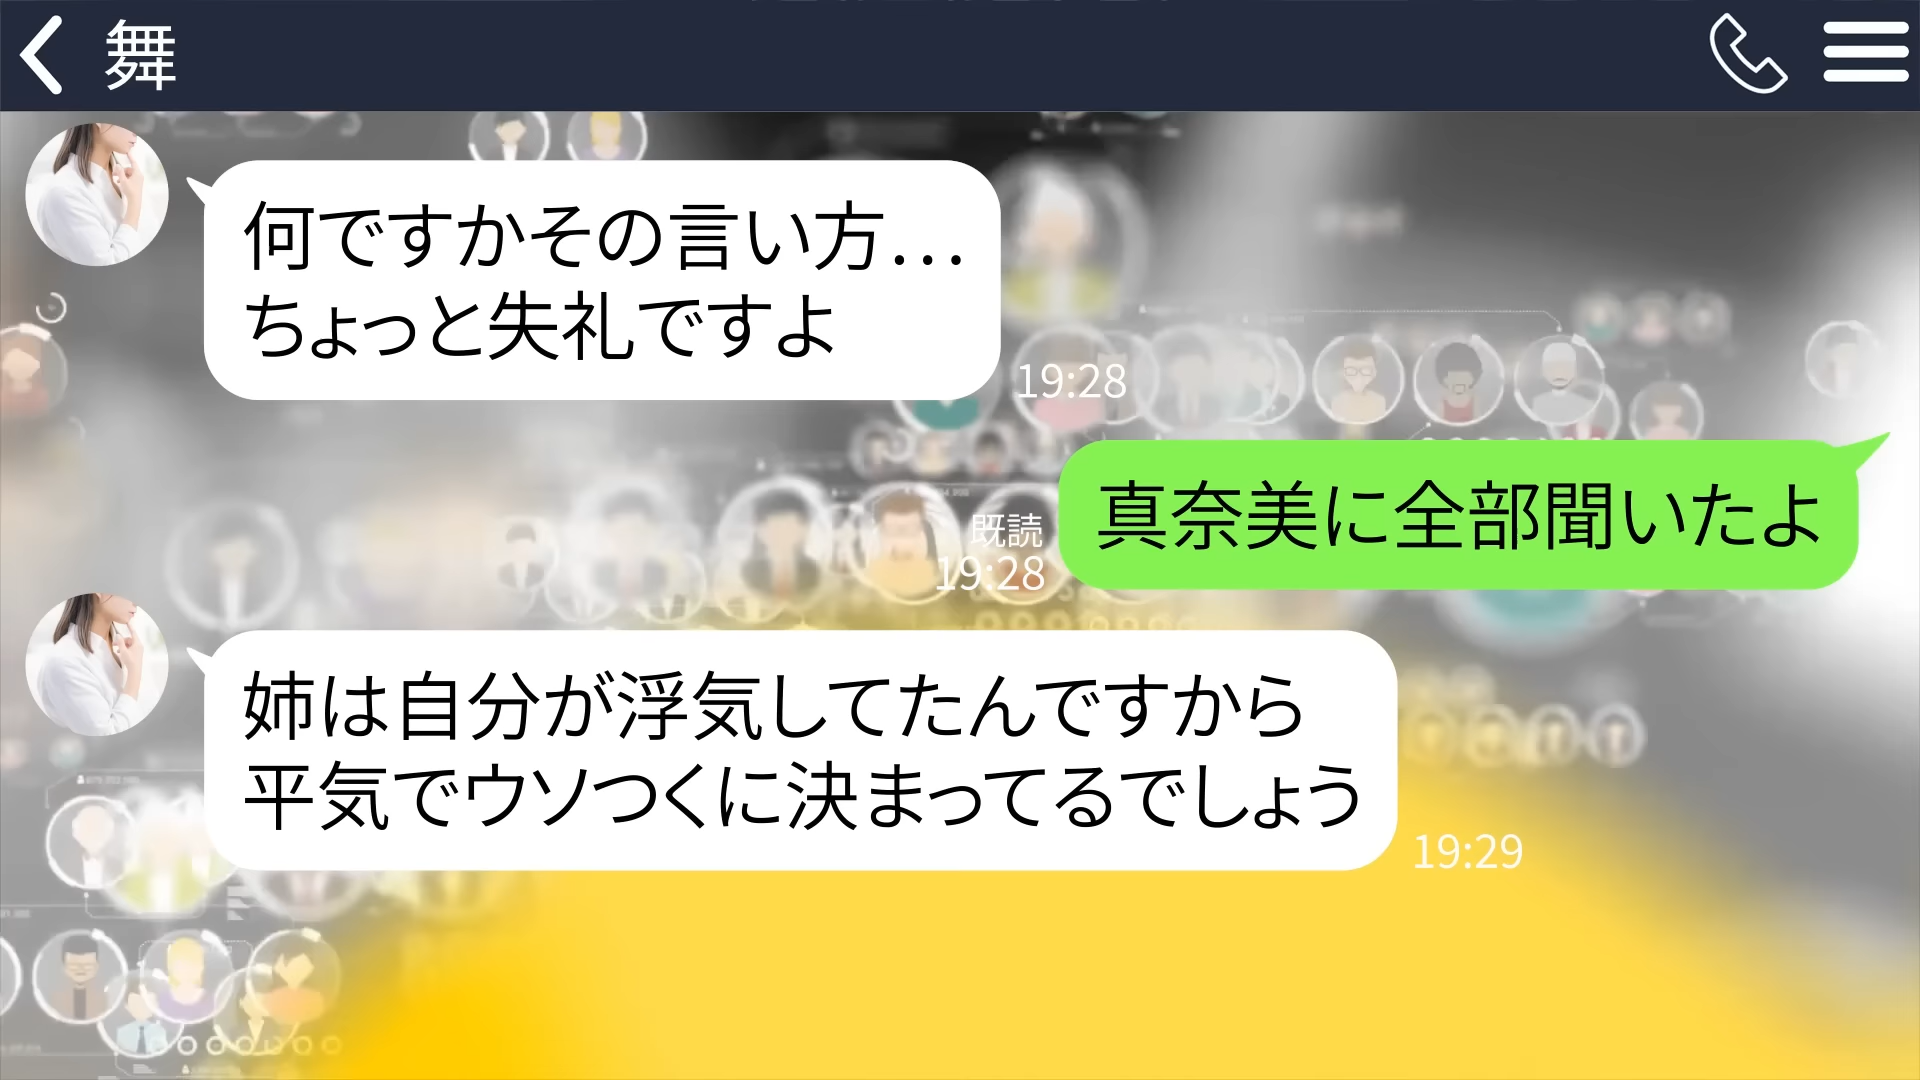 舞
何ですかその言い方…
ちょっと失礼ですよ
19:28
真奈美に全部聞いたよ
既読
19:28
姉は自分が浮気してたんですから
平気でウソつくに決まってるでしょう
19:29